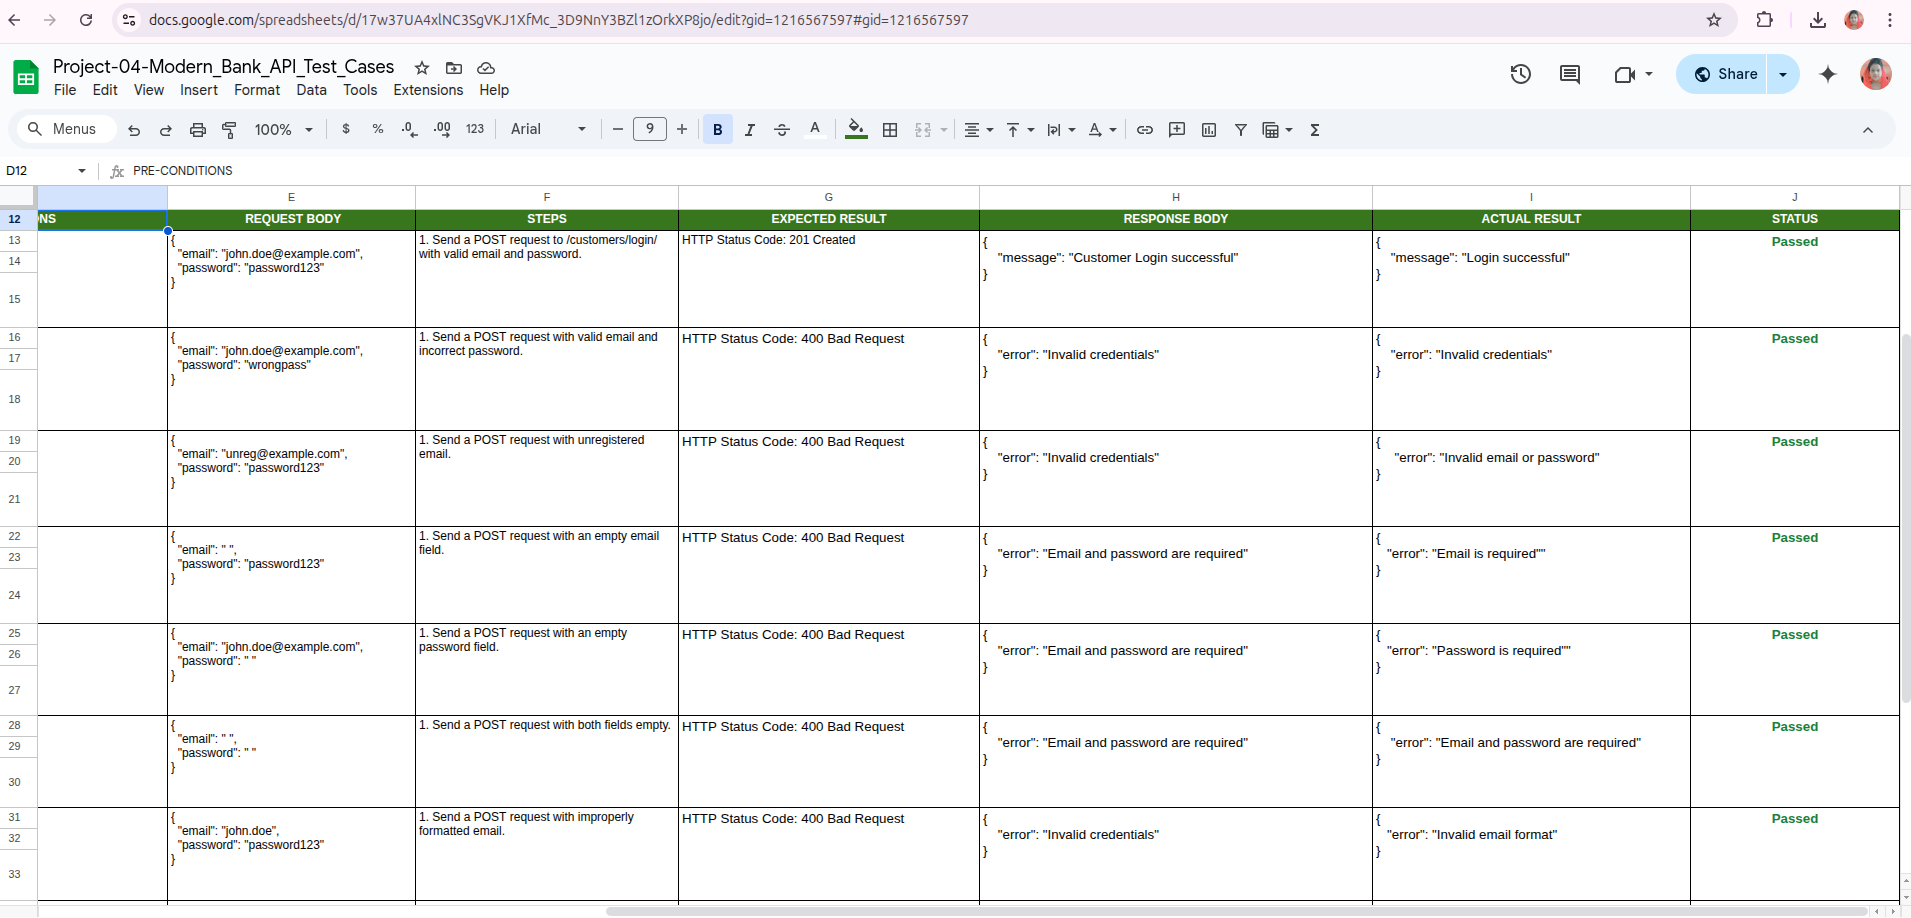 docs.google.com/spreadsheets/d/17w37UA4xlNC3SgVKJ1XfMc_3D9NnY3BZl1zOrkXP8jo/edit?gid=1216567597#gid=1216567597
Project-04-Modern_Bank_API_Test_Cases
File Edit View Insert Format Data Tools Extensions Help
Share
Menus 100% $ % .0 .00 123 Arial 9 B I A A Σ
D12 fx PRE-CONDITIONS
E F G H I J
12 NS REQUEST BODY STEPS EXPECTED RESULT RESPONSE BODY ACTUAL RESULT STATUS
13
14
15
{
"email": "john.doe@example.com",
"password": "password123"
}
1. Send a POST request to /customers/login/
with valid email and password.
HTTP Status Code: 201 Created
{
"message": "Customer Login successful"
}
{
"message": "Login successful"
}
Passed
16
17
18
{
"email": "john.doe@example.com",
"password": "wrongpass"
}
1. Send a POST request with valid email and
incorrect password.
HTTP Status Code: 400 Bad Request
{
"error": "Invalid credentials"
}
{
"error": "Invalid credentials"
}
Passed
19
20
21
{
"email": "unreg@example.com",
"password": "password123"
}
1. Send a POST request with unregistered
email.
HTTP Status Code: 400 Bad Request
{
"error": "Invalid credentials"
}
{
"error": "Invalid email or password"
}
Passed
22
23
24
{
"email": " ",
"password": "password123"
}
1. Send a POST request with an empty email
field.
HTTP Status Code: 400 Bad Request
{
"error": "Email and password are required"
}
{
"error": "Email is required""
}
Passed
25
26
27
{
"email": "john.doe@example.com",
"password": " "
}
1. Send a POST request with an empty
password field.
HTTP Status Code: 400 Bad Request
{
"error": "Email and password are required"
}
{
"error": "Password is required""
}
Passed
28
29
30
{
"email": " ",
"password": " "
}
1. Send a POST request with both fields empty.
HTTP Status Code: 400 Bad Request
{
"error": "Email and password are required"
}
{
"error": "Email and password are required"
}
Passed
31
32
33
{
"email": "john.doe",
"password": "password123"
}
1. Send a POST request with improperly
formatted email.
HTTP Status Code: 400 Bad Request
{
"error": "Invalid credentials"
}
{
"error": "Invalid email format"
}
Passed